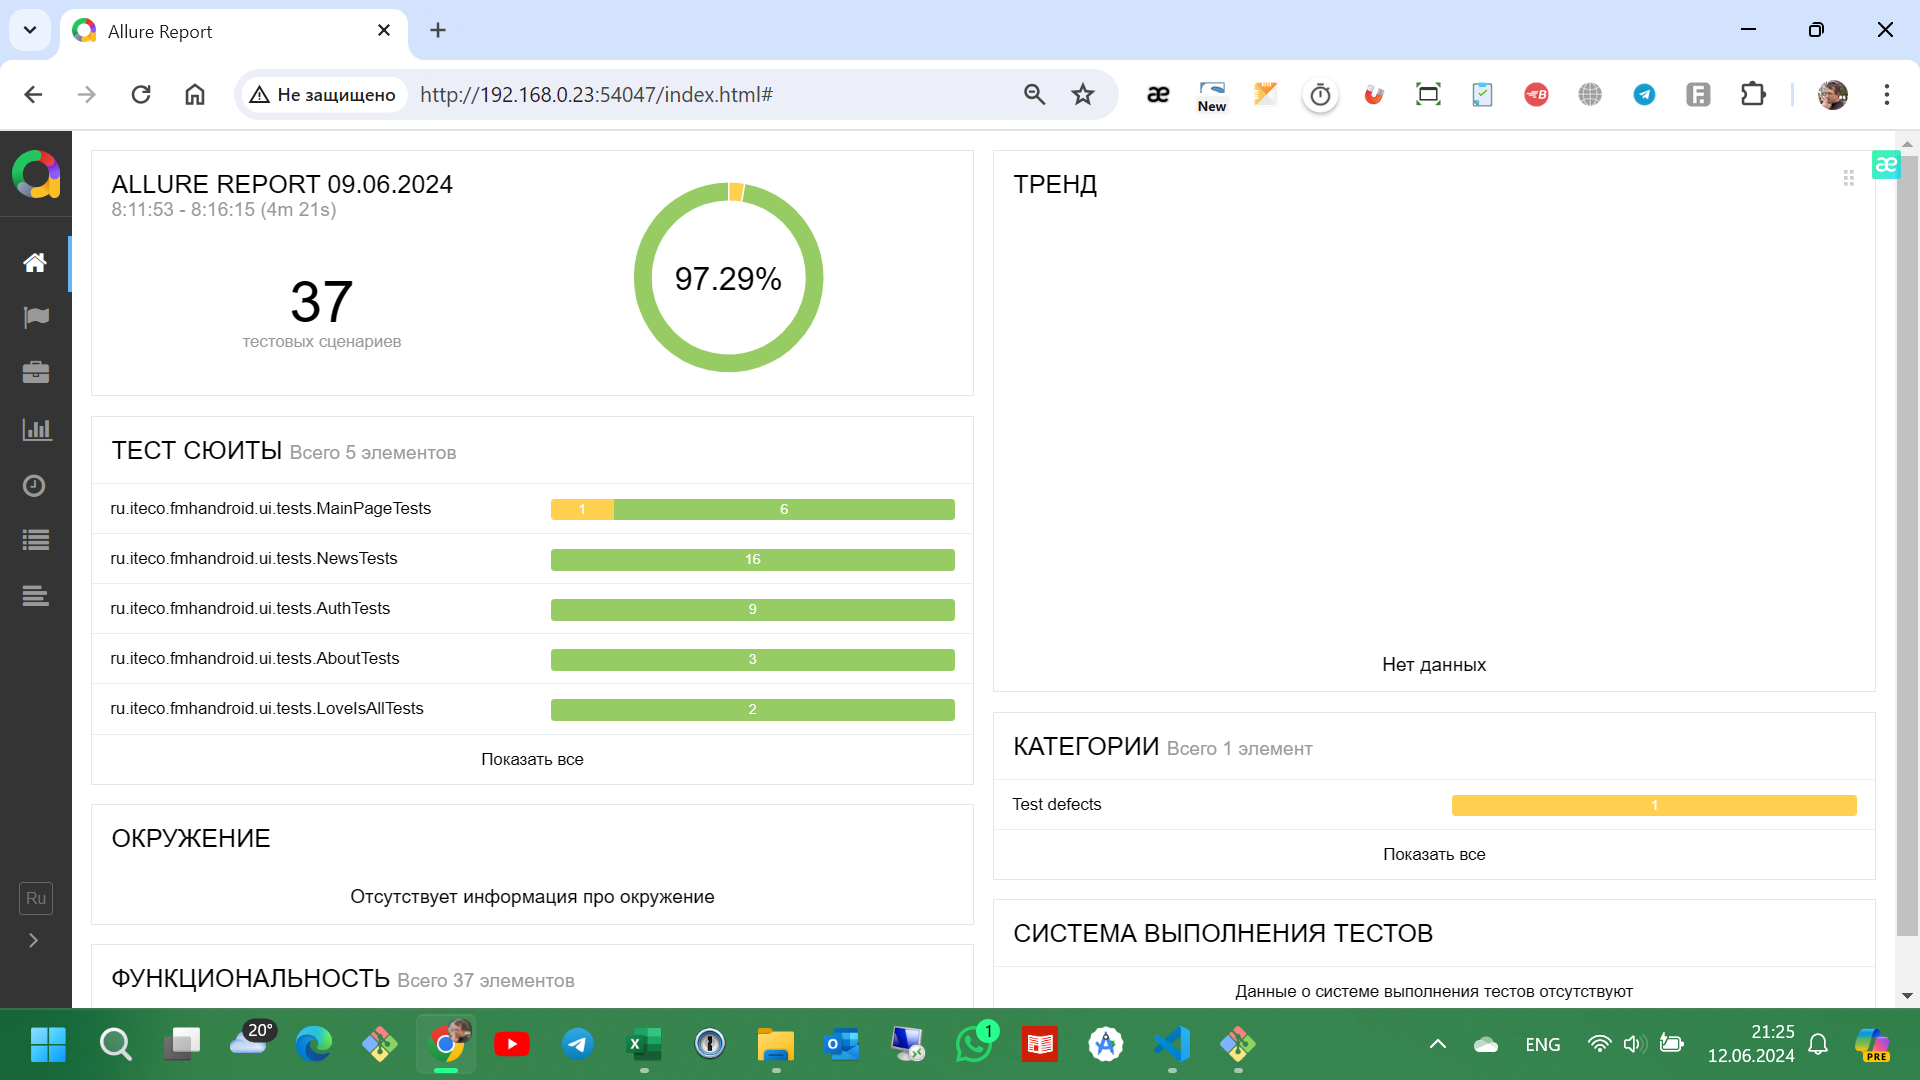 Allure Report
Не защищено
http://192.168.0.23:54047/index.html#
æ
New
B
F
æ
ALLURE REPORT 09.06.2024
8:11:53 - 8:16:15 (4m 21s)
37
тестовых сценариев
97.29%
ТЕСТ СЮИТЫ Всего 5 элементов
ru.iteco.fmhandroid.ui.tests.MainPageTests 1 6
ru.iteco.fmhandroid.ui.tests.NewsTests 16
ru.iteco.fmhandroid.ui.tests.AuthTests 9
ru.iteco.fmhandroid.ui.tests.AboutTests 3
ru.iteco.fmhandroid.ui.tests.LoveIsAllTests 2
Показать все
ОКРУЖЕНИЕ
Отсутствует информация про окружение
ФУНКЦИОНАЛЬНОСТЬ Всего 37 элементов
ТРЕНД
Нет данных
КАТЕГОРИИ Всего 1 элемент
Test defects 1
Показать все
СИСТЕМА ВЫПОЛНЕНИЯ ТЕСТОВ
Данные о системе выполнения тестов отсутствуют
Ru
20°
1
ENG
21:25
12.06.2024
PRE